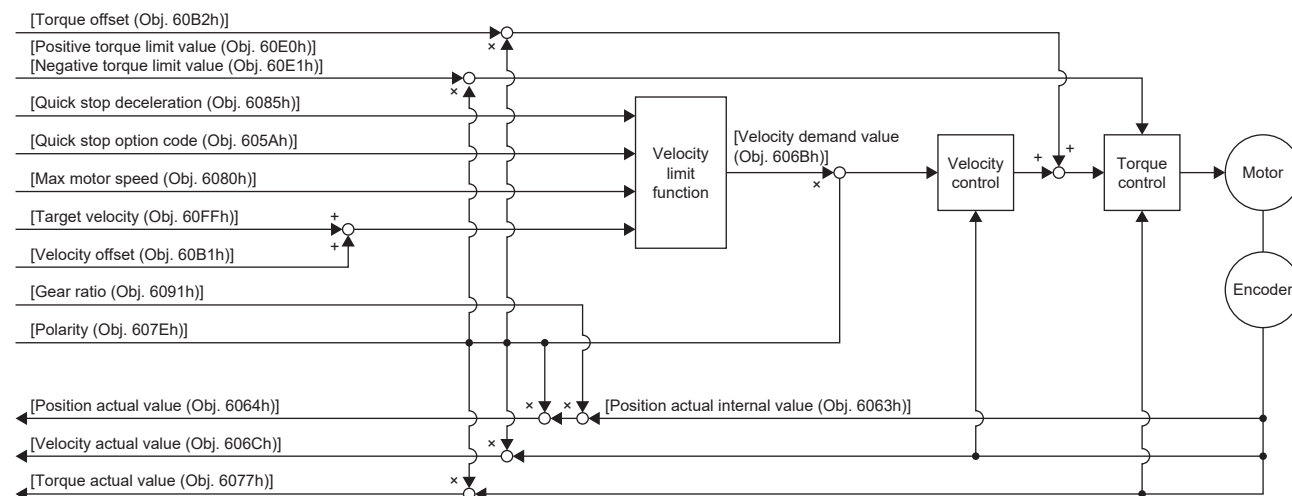 [Torque offset (Obj. 60B2h)]
×
[Positive torque limit value (Obj. 60E0h)]
[Negative torque limit value (Obj. 60E1h)]
×
[Quick stop deceleration (Obj. 6085h)]
[Quick stop option code (Obj. 605Ah)]
[Max motor speed (Obj. 6080h)]
[Target velocity (Obj. 60FFh)]
+
+
[Velocity offset (Obj. 60B1h)]
[Gear ratio (Obj. 6091h)]
[Polarity (Obj. 607Eh)]
Velocity
limit
function
[Velocity demand value
(Obj. 606Bh)]
×
Velocity
control
+
+
Torque
control
Motor
Encoder
[Position actual value (Obj. 6064h)]
×
×
[Position actual internal value (Obj. 6063h)]
[Velocity actual value (Obj. 606Ch)]
×
[Torque actual value (Obj. 6077h)]
×